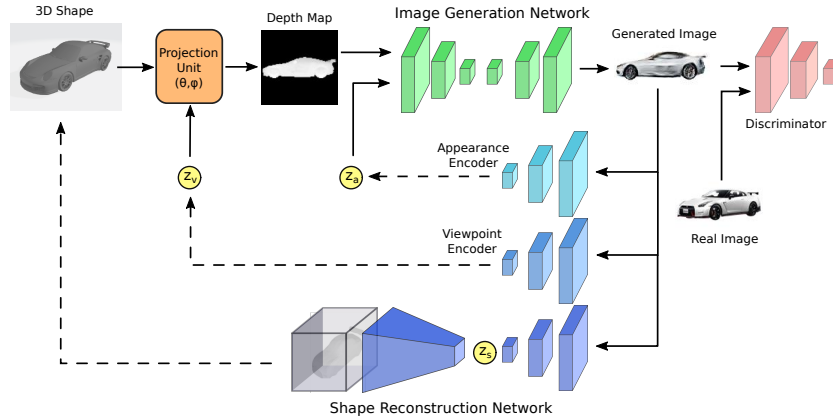 3D Shape
Projection
Unit
(θ,φ)
Depth Map
Image Generation Network
Generated Image
Discriminator
Appearance
Encoder
z_v
z_a
Real Image
Viewpoint
Encoder
z_s
Shape Reconstruction Network